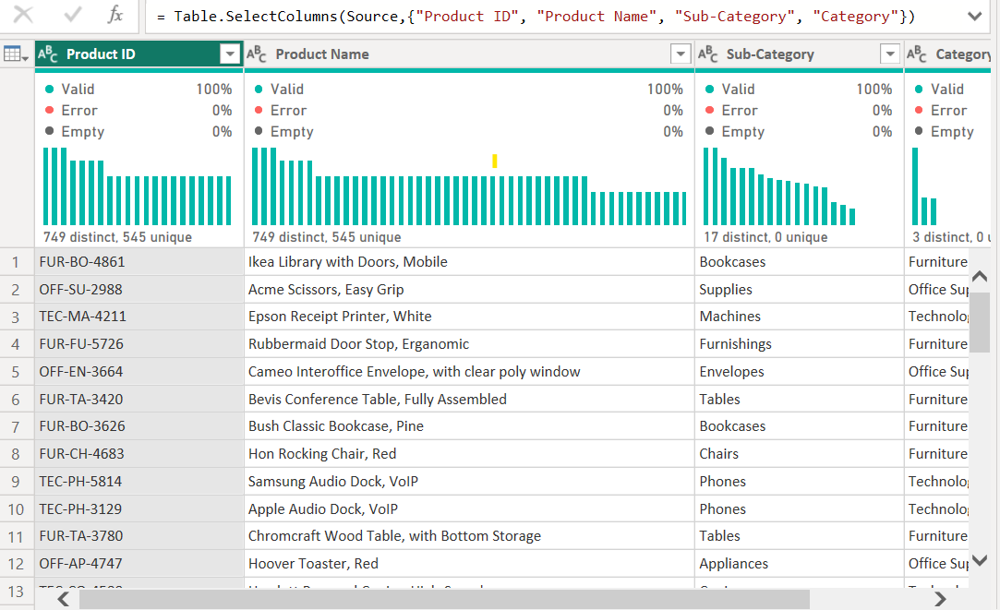 fx = Table.SelectColumns(Source,{"Product ID", "Product Name", "Sub-Category", "Category"})
ABC Product ID ABC Product Name ABC Sub-Category ABC Category
Valid 100% Valid 100% Valid 100% Valid
Error 0% Error 0% Error 0% Error
Empty 0% Empty 0% Empty 0% Empty
749 distinct, 545 unique 749 distinct, 545 unique 17 distinct, 0 unique 3 distinct, 0 u
1 FUR-BO-4861 Ikea Library with Doors, Mobile Bookcases Furniture
2 OFF-SU-2988 Acme Scissors, Easy Grip Supplies Office Sup
3 TEC-MA-4211 Epson Receipt Printer, White Machines Technolo
4 FUR-FU-5726 Rubbermaid Door Stop, Erganomic Furnishings Furniture
5 OFF-EN-3664 Cameo Interoffice Envelope, with clear poly window Envelopes Office Sup
6 FUR-TA-3420 Bevis Conference Table, Fully Assembled Tables Furniture
7 FUR-BO-3626 Bush Classic Bookcase, Pine Bookcases Furniture
8 FUR-CH-4683 Hon Rocking Chair, Red Chairs Furniture
9 TEC-PH-5814 Samsung Audio Dock, VoIP Phones Technolo
10 TEC-PH-3129 Apple Audio Dock, VoIP Phones Technolo
11 FUR-TA-3780 Chromcraft Wood Table, with Bottom Storage Tables Furniture
12 OFF-AP-4747 Hoover Toaster, Red Appliances Office Sup
13